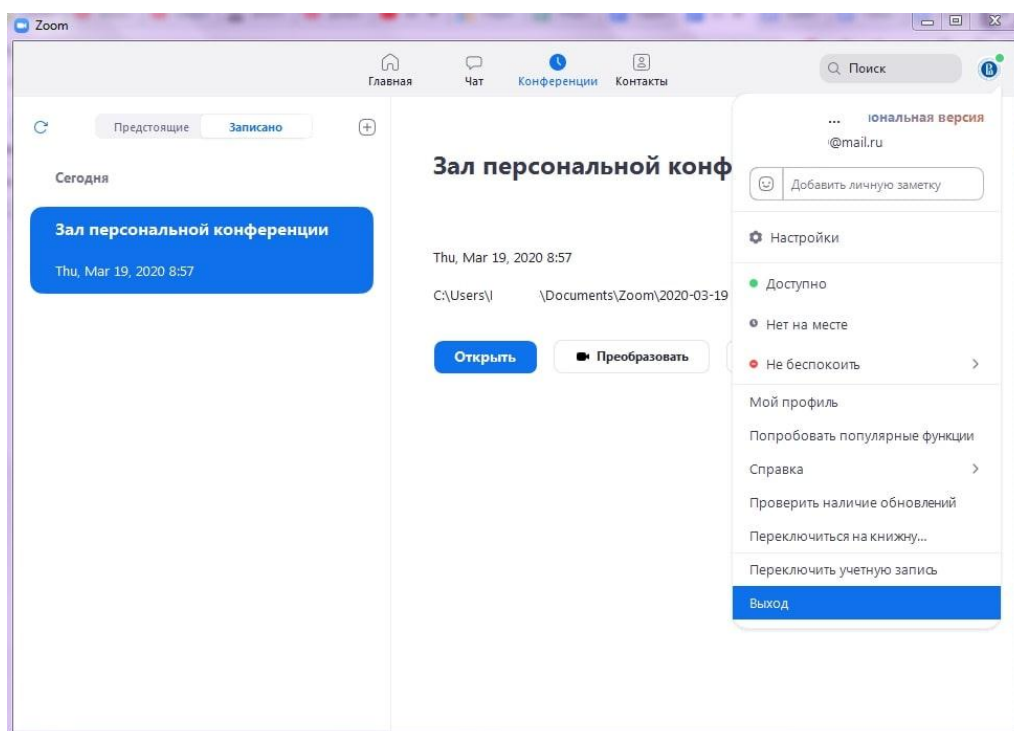 Zoom
Главная
Чат
Конференции
Контакты
Поиск
Предстоящие
Записано
Сегодня
Зал персональной конференции
Thu, Mar 19, 2020 8:57
Зал персональной конф
Thu, Mar 19, 2020 8:57
C:\Users\I \Documents\Zoom\2020-03-19
Открыть
Преобразовать
... иональная версия
@mail.ru
Добавить личную заметку
Настройки
Доступно
Нет на месте
Не беспокоить
Мой профиль
Попробовать популярные функции
Справка
Проверить наличие обновлений
Переключиться на книжну...
Переключить учетную запись
Выход